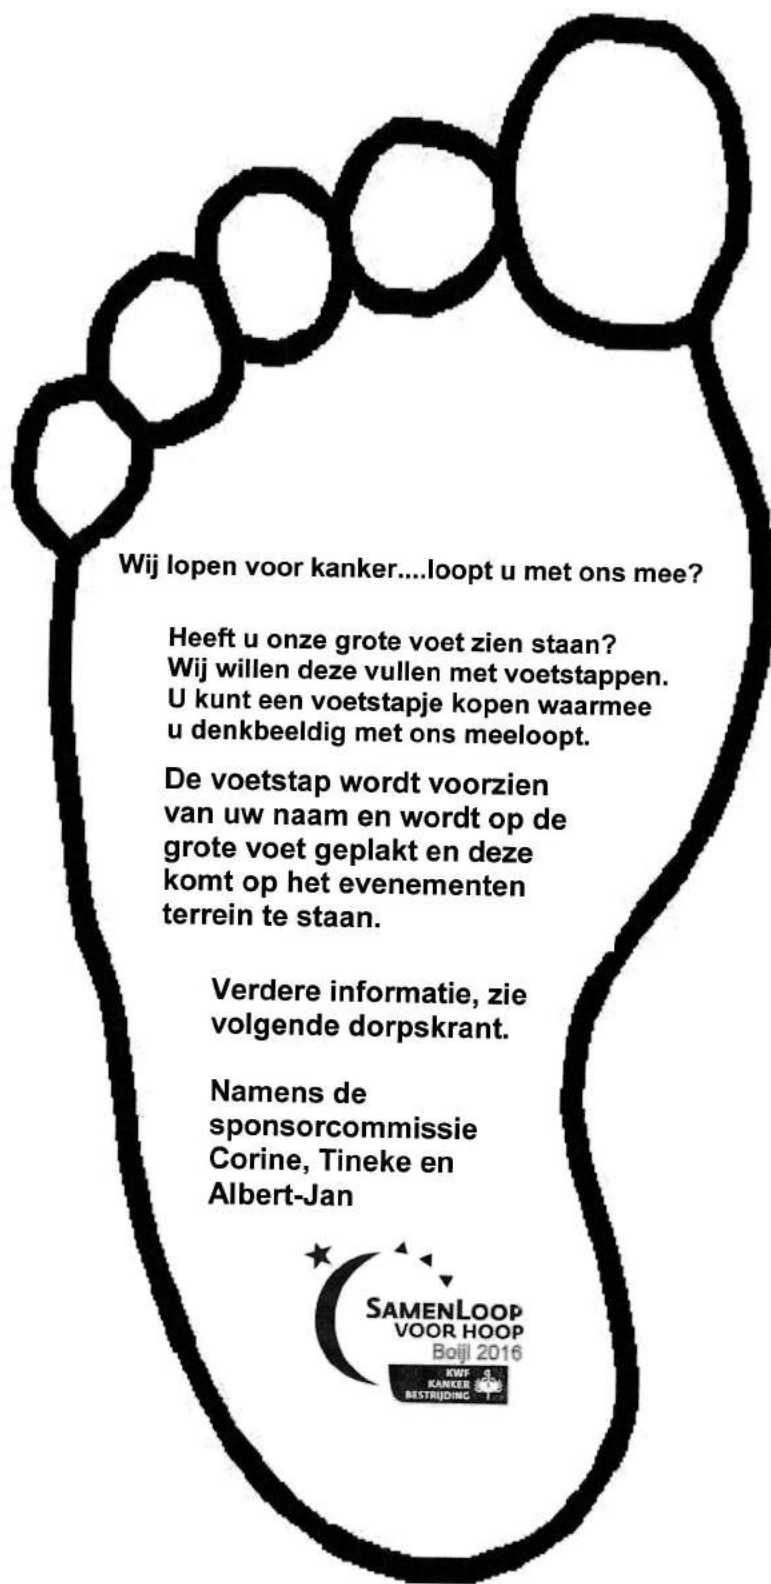 Wij lopen voor kanker....loopt u met ons mee?
Heeft u onze grote voet zien staan?
Wij willen deze vullen met voetstappen.
U kunt een voetstapje kopen waarmee
u denkbeeldig met ons meeloopt.
De voetstap wordt voorzien
van uw naam en wordt op de
grote voet geplakt en deze
komt op het evenementen
terrein te staan.
Verdere informatie, zie
volgende dorpskrant.
Namens de
sponsorcommissie
Corine, Tineke en
Albert-Jan
SAMENLOOP
VOOR HOOP
Boijl 2016
KWF
KANKER
BESTRIJDING